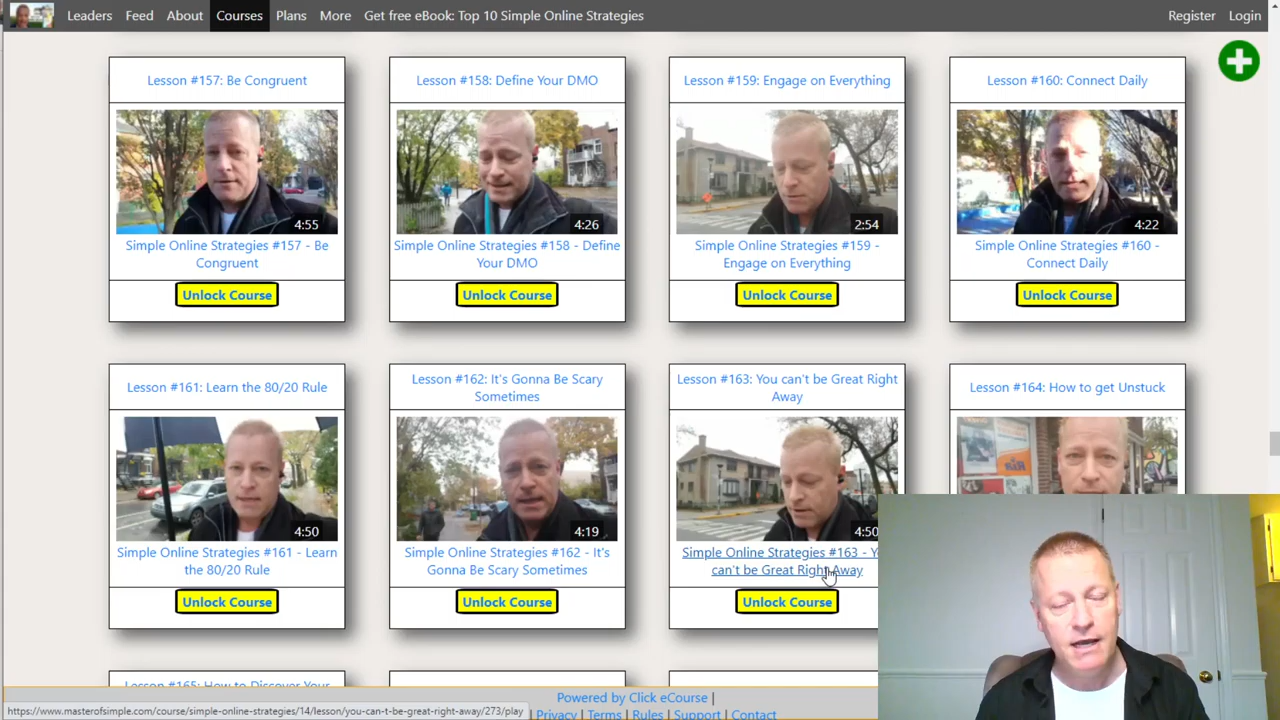 Leaders Feed About Courses Plans More Get free eBook: Top 10 Simple Online Strategies Register Login
Lesson #157: Be Congruent
4:55
Simple Online Strategies #157 - Be
Congruent
Unlock Course
Lesson #158: Define Your DMO
4:26
Simple Online Strategies #158 - Define
Your DMO
Unlock Course
Lesson #159: Engage on Everything
2:54
Simple Online Strategies #159 -
Engage on Everything
Unlock Course
Lesson #160: Connect Daily
4:22
Simple Online Strategies #160 -
Connect Daily
Unlock Course
Lesson #161: Learn the 80/20 Rule
4:50
Simple Online Strategies #161 - Learn
the 80/20 Rule
Unlock Course
Lesson #162: It's Gonna Be Scary
Sometimes
4:19
Simple Online Strategies #162 - It's
Gonna Be Scary Sometimes
Unlock Course
Lesson #163: You can't be Great Right
Away
4:50
Simple Online Strategies #163 -
can't be Great Right Away
Unlock Course
Lesson #164: How to get Unstuck
Lesson #165: How to Discover Your
Powered by Click eCourse |
https://www.masterofsimple.com/course/simple-online-strategies/14/lesson/you-can-t-be-great-right-away/273/play
Privacy | Terms | Rules | Support | Contact